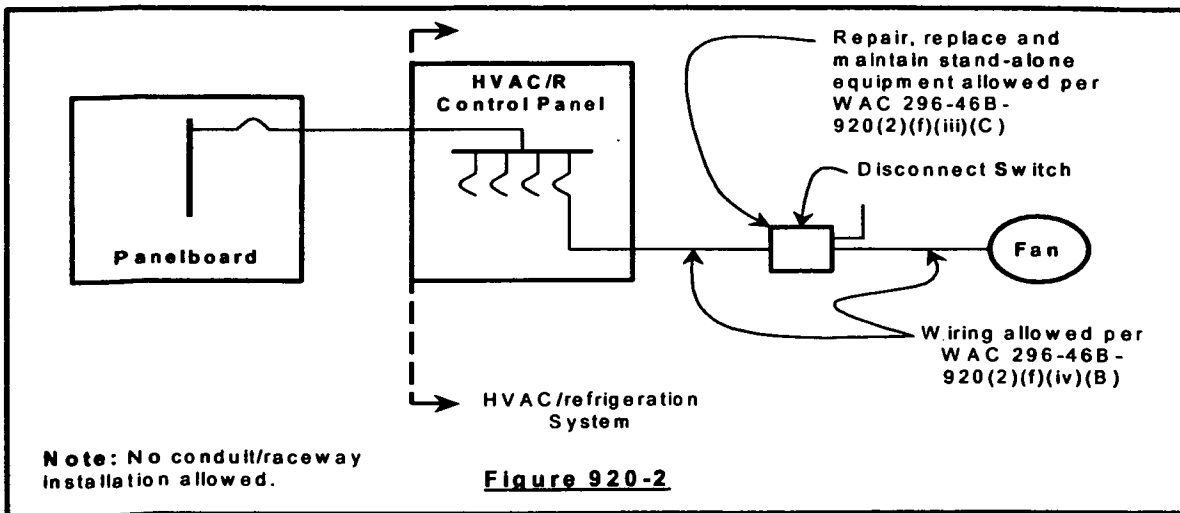 Repair, replace and
maintain stand-alone
equipment allowed per
WAC 296-46B-
920(2)(f)(iii)(C)
HVAC/R
Control Panel
Disconnect Switch
Panelboard
Fan
Wiring allowed per
WAC 296-46B-
920(2)(f)(iv)(B)
HVAC/refrigeration
System
Note: No conduit/raceway
installation allowed.
Figure 920-2